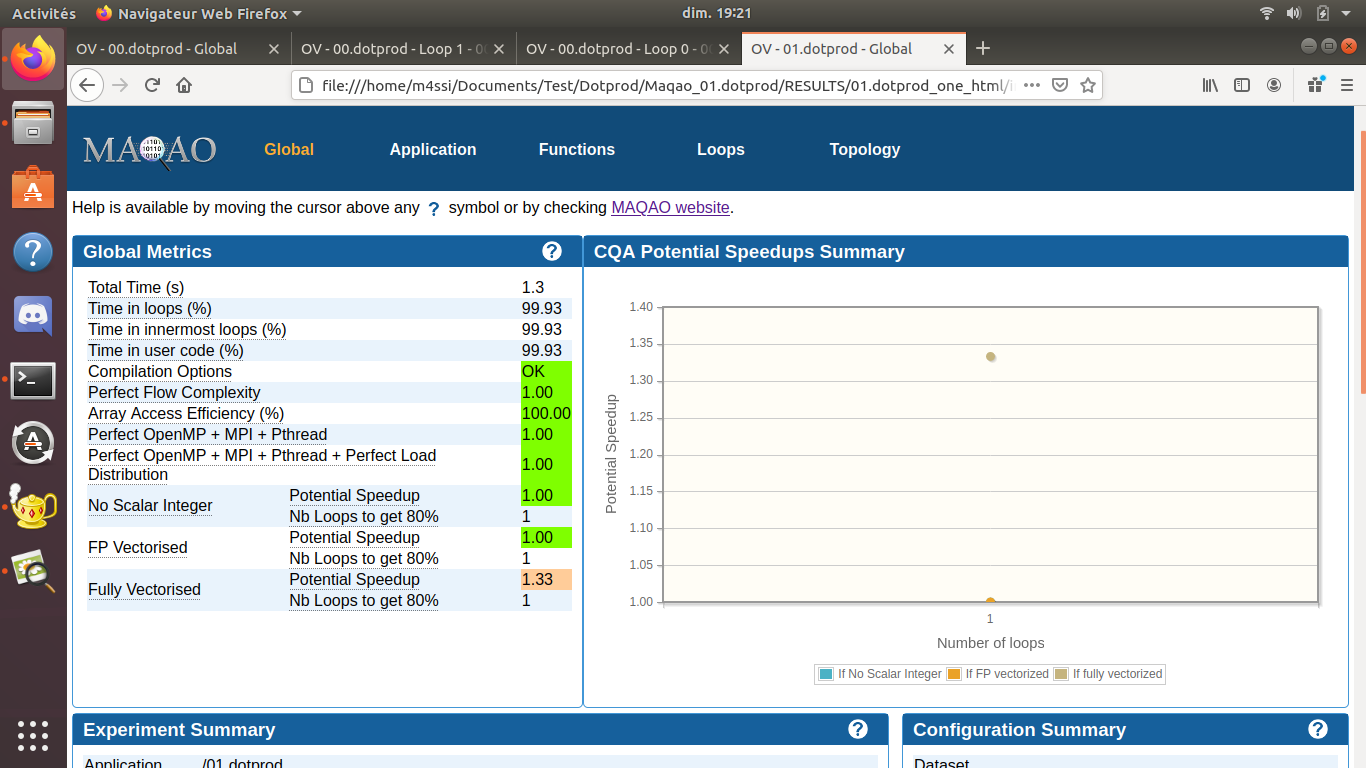 Activités
Navigateur Web Firefox
dim. 19:21
OV - 00.dotprod - Global
OV - 00.dotprod - Loop 1 - 00
OV - 00.dotprod - Loop 0 - 00
OV - 01.dotprod - Global
file:///home/m4ssi/Documents/Test/Dotprod/Maqao_01.dotprod/RESULTS/01.dotprod_one_html/
MAQAO
Global
Application
Functions
Loops
Topology
Help is available by moving the cursor above any ? symbol or by checking MAQAO website.
Global Metrics ?
Total Time (s) 1.3
Time in loops (%) 99.93
Time in innermost loops (%) 99.93
Time in user code (%) 99.93
Compilation Options OK
Perfect Flow Complexity 1.00
Array Access Efficiency (%) 100.00
Perfect OpenMP + MPI + Pthread 1.00
Perfect OpenMP + MPI + Pthread + Perfect Load
Distribution 1.00
No Scalar Integer
Potential Speedup 1.00
Nb Loops to get 80% 1
FP Vectorised
Potential Speedup 1.00
Nb Loops to get 80% 1
Fully Vectorised
Potential Speedup 1.33
Nb Loops to get 80% 1
CQA Potential Speedups Summary
Potential Speedup
1.40
1.35
1.30
1.25
1.20
1.15
1.10
1.05
1.00
1
Number of loops
If No Scalar Integer
If FP vectorized
If fully vectorized
Experiment Summary ?
Application ./01.dotprod
Configuration Summary ?
Dataset